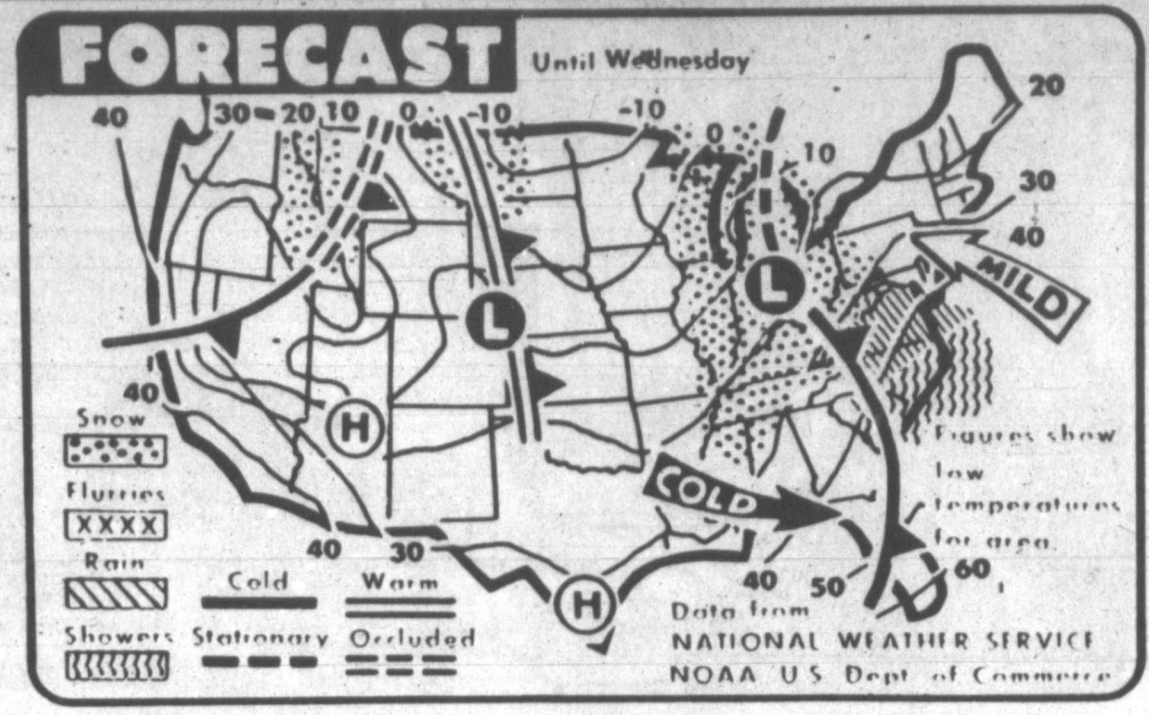 FORECAST
Until Wednesday
40 30 20 10 0 -10 -10 0 10 20
30
40
MILD
L
L
H
40
Snow
Flurries
XXXX
Rain
Showers
Cold
Warm
Stationary
Occluded
40 30
COLD
H
40 50 60
Figures show
low
temperatures
for area
Data from
NATIONAL WEATHER SERVICE
NOAA U S Dept. of Commerce